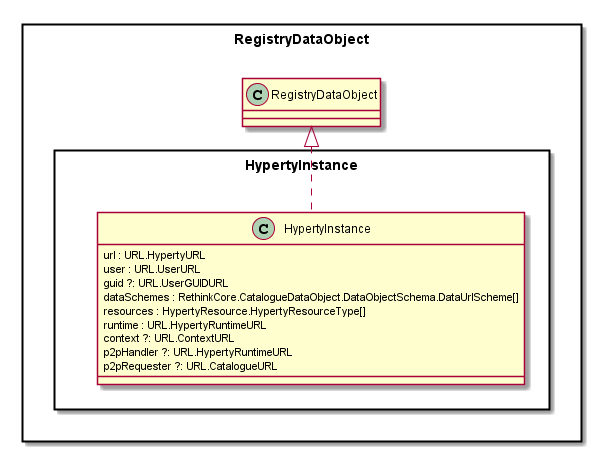 RegistryDataObject
C RegistryDataObject
HypertyInstance
C HypertyInstance
url : URL.HypertyURL
user : URL.UserURL
guid ?: URL.UserGUIDURL
dataSchemes : RethinkCore.CatalogueDataObject.DataObjectSchema.DataUrlScheme[]
resources : HypertyResource.HypertyResourceType[]
runtime : URL.HypertyRuntimeURL
context ?: URL.ContextURL
p2pHandler ?: URL.HypertyRuntimeURL
p2pRequester ?: URL.CatalogueURL